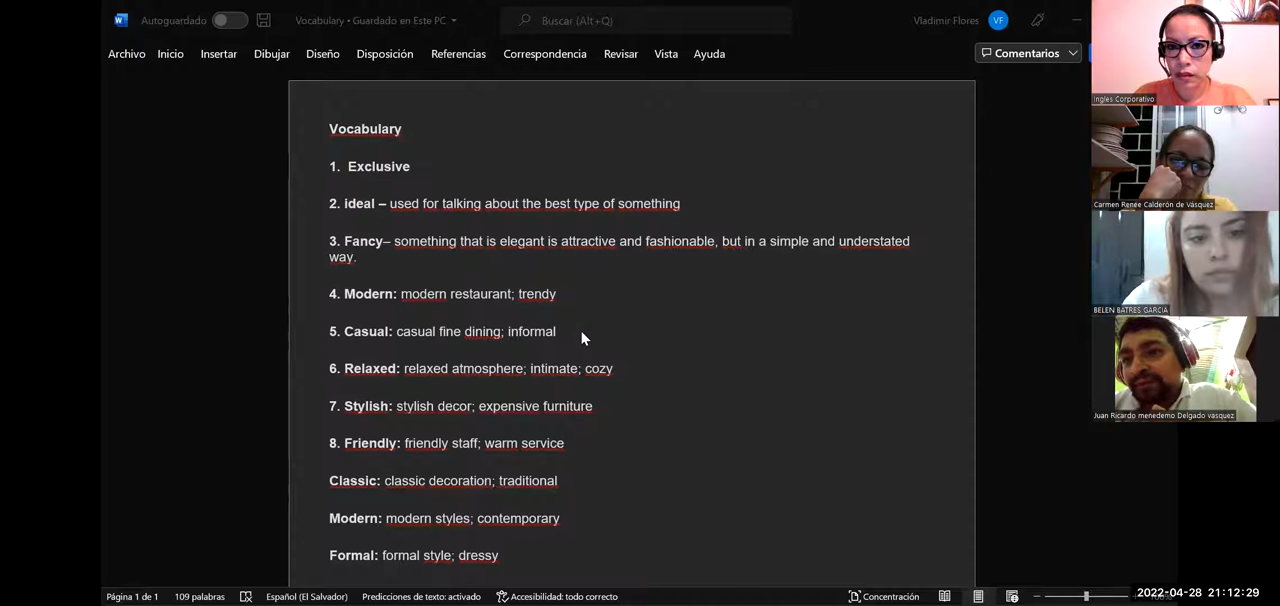 Autoguardado
Vocabulary • Guardado en Este PC
Buscar (Alt+Q)
Vladimir Flores
VF
Archivo Inicio Insertar Dibujar Diseño Disposición Referencias Correspondencia Revisar Vista Ayuda
Comentarios
Vocabulary
1. Exclusive
2. ideal – used for talking about the best type of something
3. Fancy– something that is elegant is attractive and fashionable, but in a simple and understated
way.
4. Modern: modern restaurant; trendy
5. Casual: casual fine dining; informal
6. Relaxed: relaxed atmosphere; intimate; cozy
7. Stylish: stylish decor; expensive furniture
8. Friendly: friendly staff; warm service
Classic: classic decoration; traditional
Modern: modern styles; contemporary
Formal: formal style; dressy
Ingles Corporativo
Carmen Renee Calderón de Vásquez
BELEN BATRES GARCIA
Juan Ricardo menedemo Delgado vasquez
Página 1 de 1 109 palabras Español (El Salvador) Predicciones de texto: activado Accesibilidad: todo correcto Concentración
2022-04-28 21:12:29